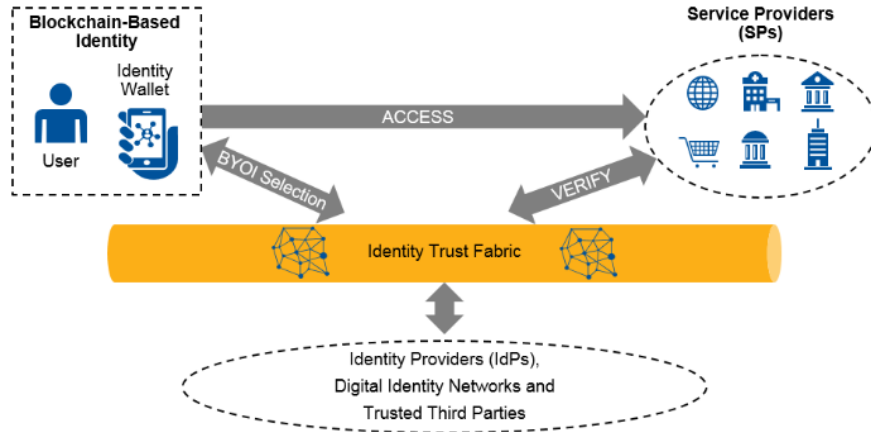 Blockchain-Based
Identity
Identity
Wallet
User
Service Providers
(SPs)
ACCESS
BYOI Selection
VERIFY
Identity Trust Fabric
Identity Providers (IdPs),
Digital Identity Networks and
Trusted Third Parties